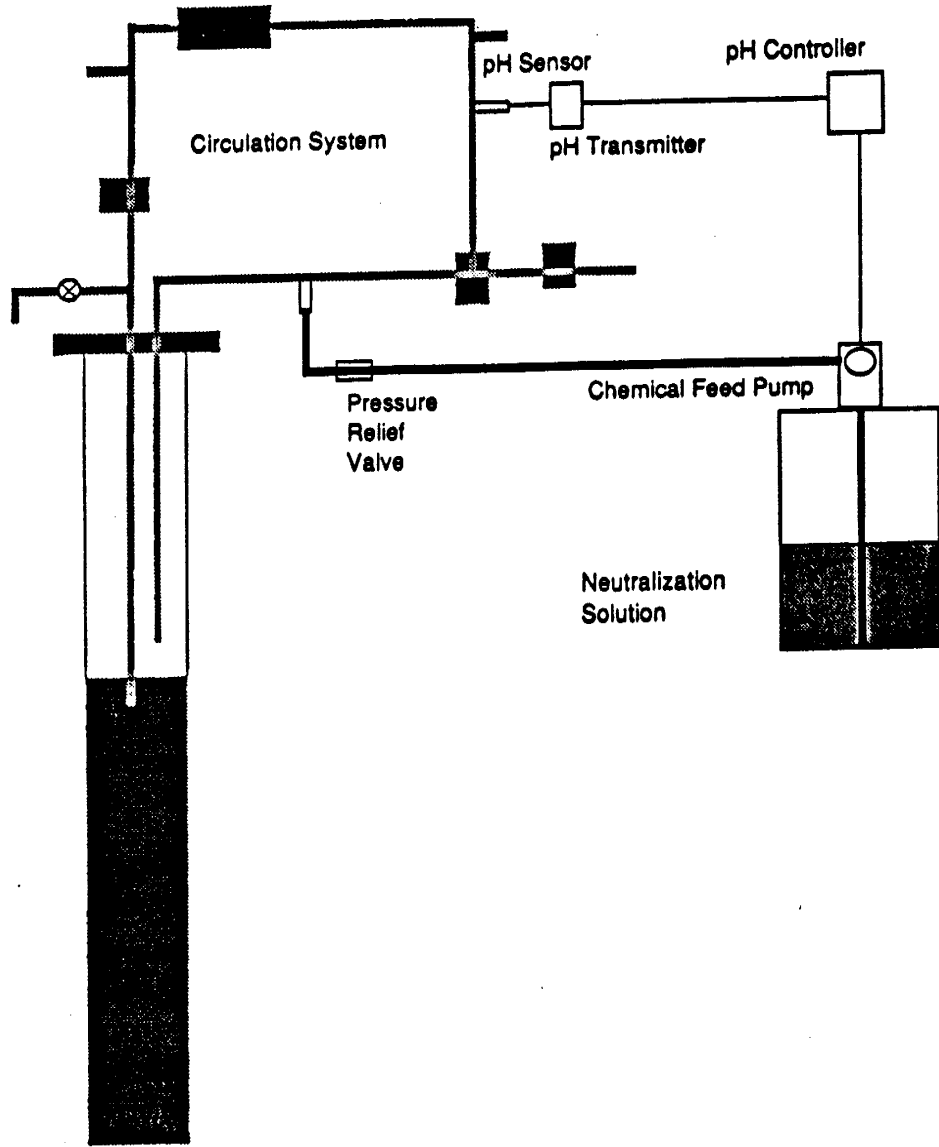 pH Sensor
pH Controller
Circulation System
pH Transmitter
Chemical Feed Pump
Pressure
Relief
Valve
Neutralization
Solution